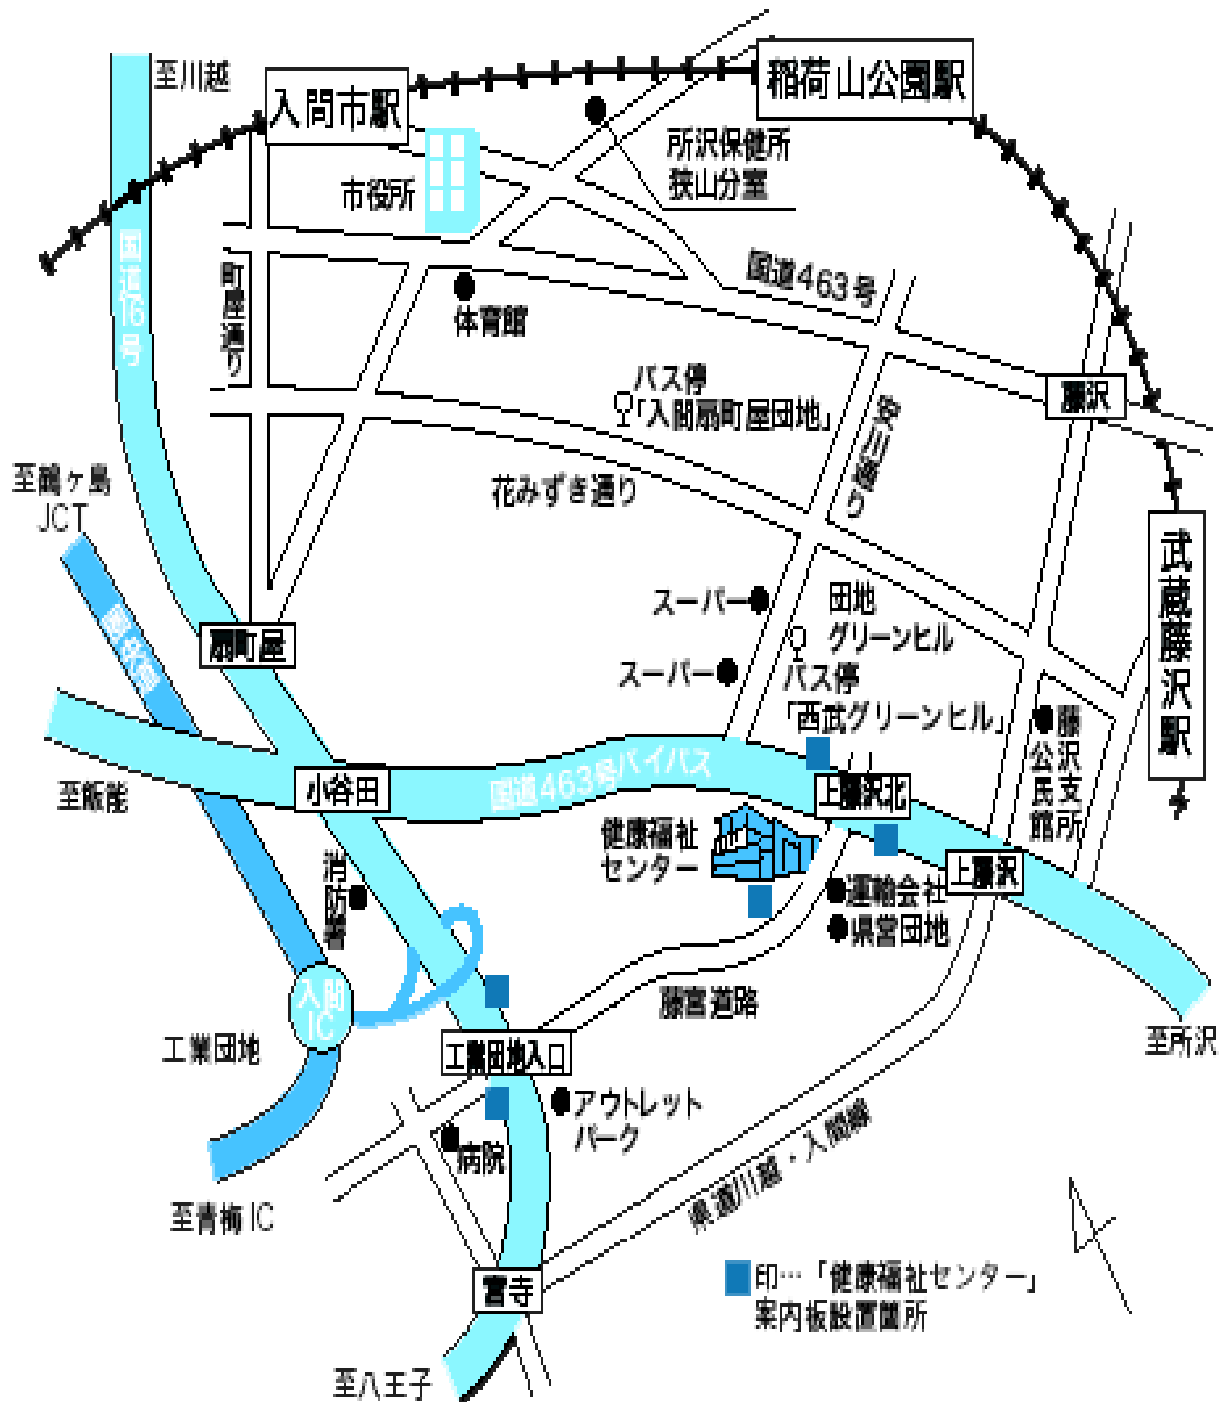 至川越
入間市駅
稲荷山公園駅
所沢保健所
狭山分室
市役所
国道16号
町屋通り
体育館
国道463号
バス停
「入間扇町屋団地」
藤沢
花みずき通り
至鶴ヶ島
JCT
圏央道
扇町屋
スーパー
スーパー
団地
グリーンヒル
バス停
「西武グリーンヒル」
武蔵藤沢駅
藤沢支所
公民館
至飯能
小谷田
国道463号バイパス
上藤沢北
健康福祉
センター
消防署
運輸会社
県営団地
上藤沢
入間
IC
藤宮道路
工業団地
工業団地入口
至所沢
アウトレット
パーク
病院
県道川越・入間線
至青梅IC
宮寺
印…「健康福祉センター」
案内板設置箇所
至八王子